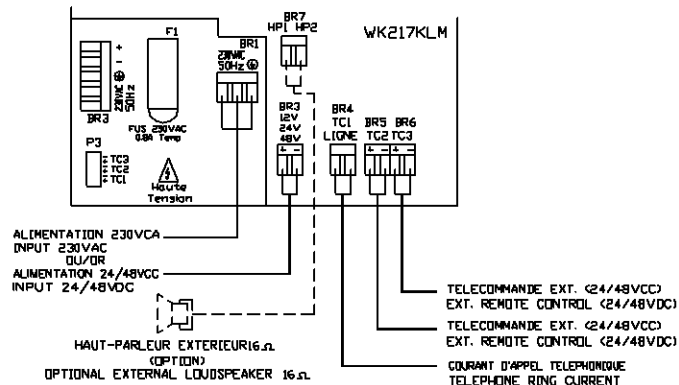 BR7
HP1 HP2
WK217KLM
F1
BR1
230VAC
50Hz
+
-
230VAC
50Hz
BR3
FUS 250VAC
0.8A Temp
BR3
12V
24V
48V
+ -
BR4
TC1
LIGNE
BR5 BR6
TC2 TC3
+ - + -
P3
TC3
TC2
TC1
Haute
Tension
ALIMENTATION 230VCA
INPUT 230VAC
OU/OR
ALIMENTATION 24/48VCC
INPUT 24/48VDC
HAUT-PARLEUR EXTERIEUR16Ω
(OPTION)
OPTIONAL EXTERNAL LOUDSPEAKER 16Ω
TELECOMMANDE EXT. (24/48VCC)
EXT. REMOTE CONTROL (24/48VDC)
TELECOMMANDE EXT. (24/48VCC)
EXT. REMOTE CONTROL (24/48VDC)
COURANT D'APPEL TELEPHONIQUE
TELEPHONE RING CURRENT